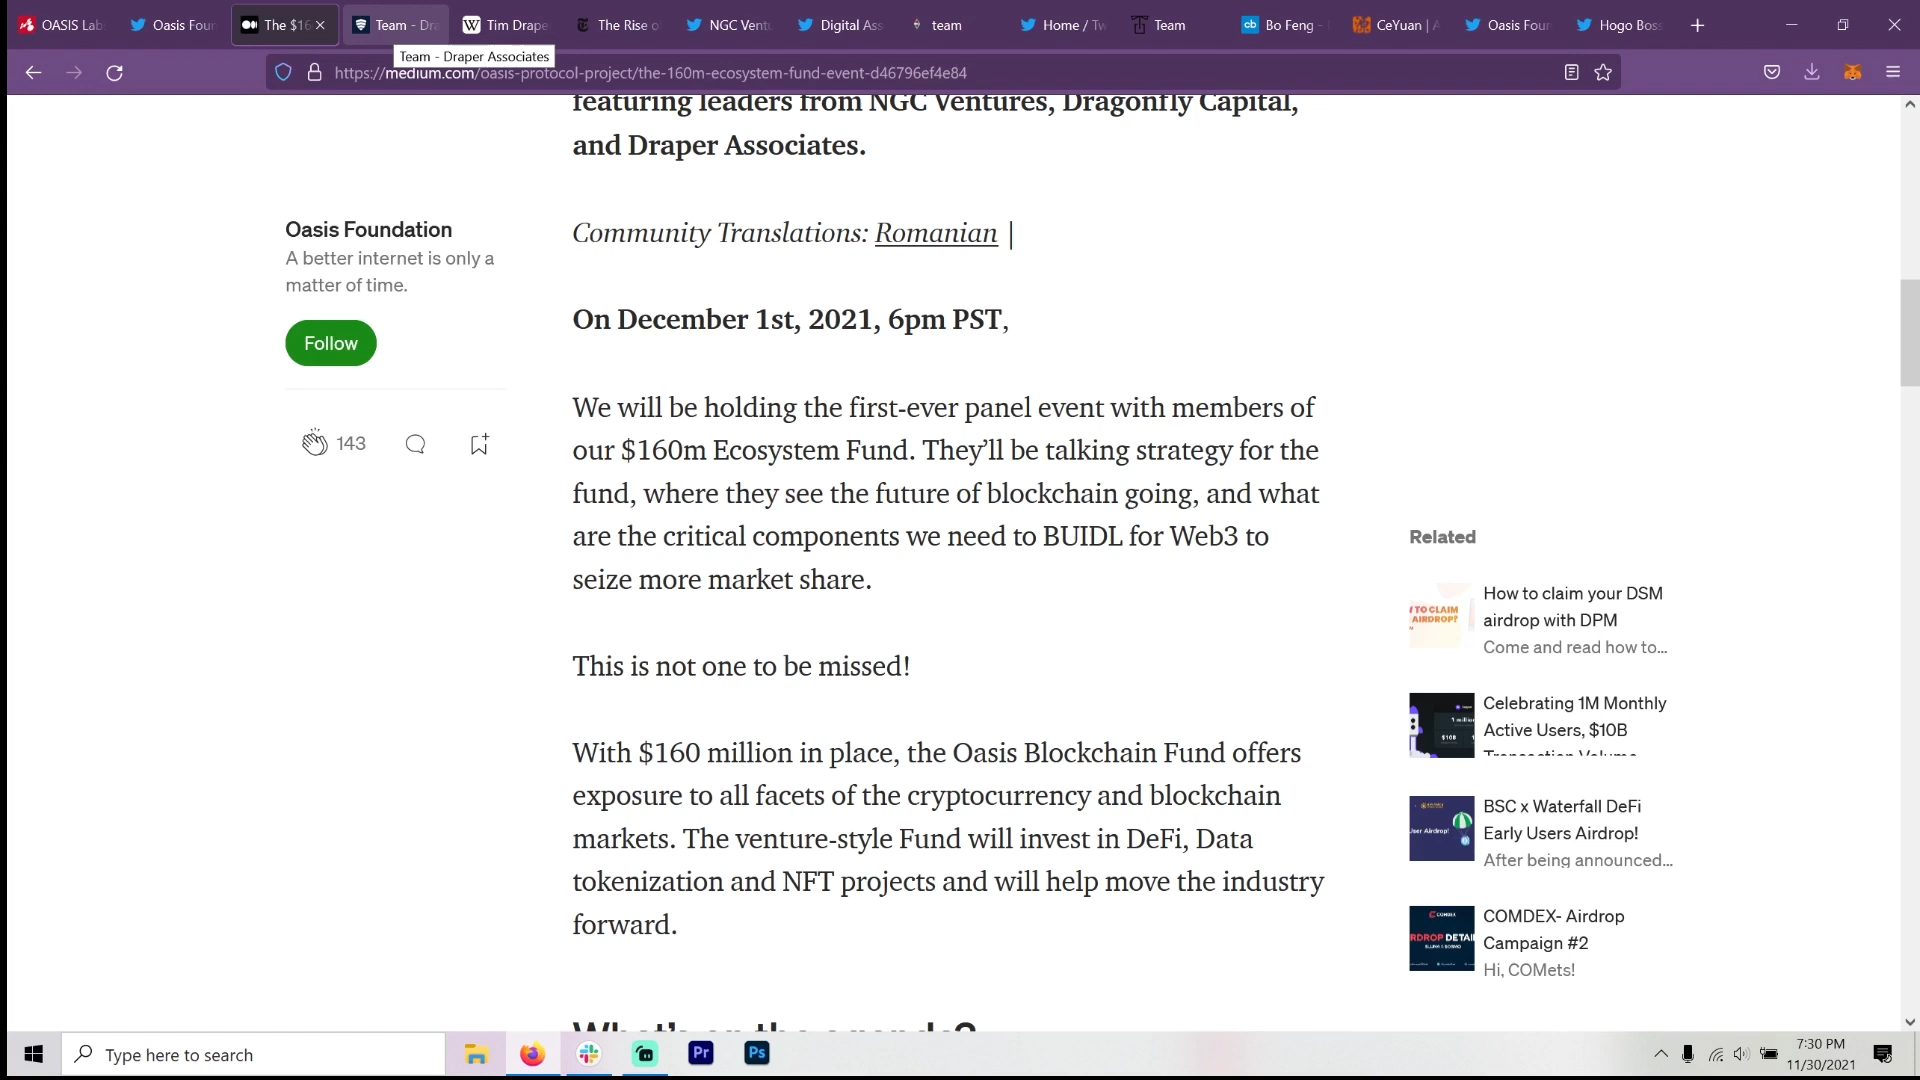 OASIS Lab
Oasis Foun
The $16
Team - Dra
Tim Drape
The Rise o
NGC Ventu
Digital Ass
team
Home / Tw
Team
Bo Feng -
CeYuan | A
Oasis Foun
Hogo Boss
Team - Draper Associates
https://medium.com/oasis-protocol-project/the-160m-ecosystem-fund-event-d46796ef4e84
featuring leaders from NGC Ventures, Dragonfly Capital,
and Draper Associates.
Community Translations: Romanian |
Oasis Foundation
A better internet is only a
matter of time.
Follow
143
On December 1st, 2021, 6pm PST,
We will be holding the first-ever panel event with members of
our $160m Ecosystem Fund. They'll be talking strategy for the
fund, where they see the future of blockchain going, and what
are the critical components we need to BUIDL for Web3 to
seize more market share.
This is not one to be missed!
With $160 million in place, the Oasis Blockchain Fund offers
exposure to all facets of the cryptocurrency and blockchain
markets. The venture-style Fund will invest in DeFi, Data
tokenization and NFT projects and will help move the industry
forward.
What's on the agenda?
Related
How to claim your DSM
airdrop with DPM
Come and read how to...
Celebrating 1M Monthly
Active Users, $10B
Transaction Volume
BSC x Waterfall DeFi
Early Users Airdrop!
After being announced...
COMDEX- Airdrop
Campaign #2
Hi, COMets!
Type here to search
Pr
Ps
7:30 PM
11/30/2021